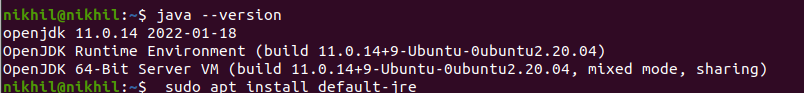 nikhil@nikhil:~$ java --version
openjdk 11.0.14 2022-01-18
OpenJDK Runtime Environment (build 11.0.14+9-Ubuntu-0ubuntu2.20.04)
OpenJDK 64-Bit Server VM (build 11.0.14+9-Ubuntu-0ubuntu2.20.04, mixed mode, sharing)
nikhil@nikhil:~$  sudo apt install default-jre